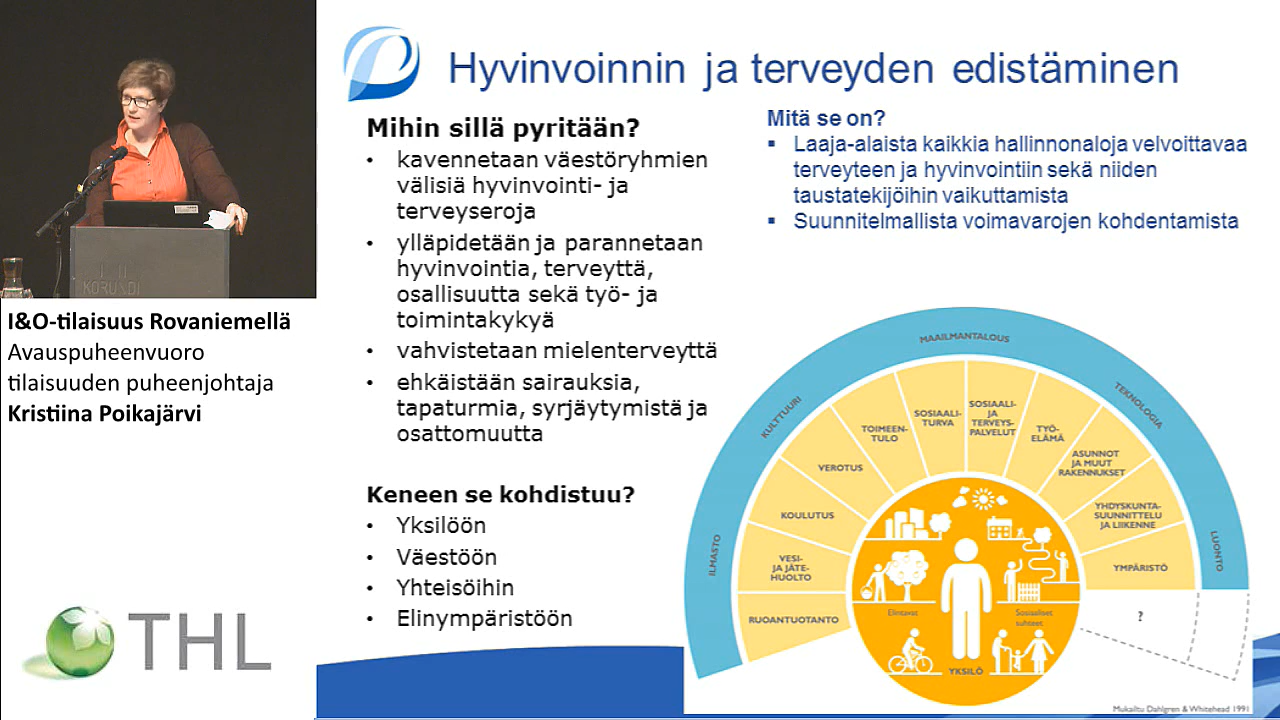 Hyvinvoinnin ja terveyden edistäminen
Mihin sillä pyritään?
• kavennetaan väestöryhmien
välisiä hyvinvointi- ja
terveyseroja
• ylläpidetään ja parannetaan
hyvinvointia, terveyttä,
osallisuutta sekä työ- ja
toimintakykyä
• vahvistetaan mielenterveyttä
• ehkäistään sairauksia,
tapaturmia, syrjäytymistä ja
osattomuutta
Keneen se kohdistuu?
• Yksilöön
• Väestöön
• Yhteisöihin
• Elinympäristöön
Mitä se on?
▪ Laaja-alaista kaikkia hallinnonaloja velvoittavaa
terveyteen ja hyvinvointiin sekä niiden
taustatekijöihin vaikuttamista
▪ Suunnitelmallista voimavarojen kohdentamista
ILMASTO
KULTTUURI
MAAILMANTALOUS
TEKNOLOGIA
LUONTO
RUOANTUOTANTO
VESI-
JA JÄTE-
HUOLTO
KOULUTUS
VEROTUS
TOIMEEN-
TULO
SOSIAALI-
TURVA
SOSIAALI-
JA
TERVEYS-
PALVELUT
TYÖ-
ELÄMÄ
ASUNNOT
JA MUUT
RAKENNUKSET
YHDYSKUNTA-
SUUNNITTELU
JA LIIKENNE
YMPÄRISTÖ
?
Elintavat
Sosiaaliset
suhteet
YKSILÖ
Mukailtu Dahlgren & Whitehead 1991
KORUNDI
I&O-tilaisuus Rovaniemellä
Avauspuheenvuoro
tilaisuuden puheenjohtaja
Kristiina Poikajärvi
THL